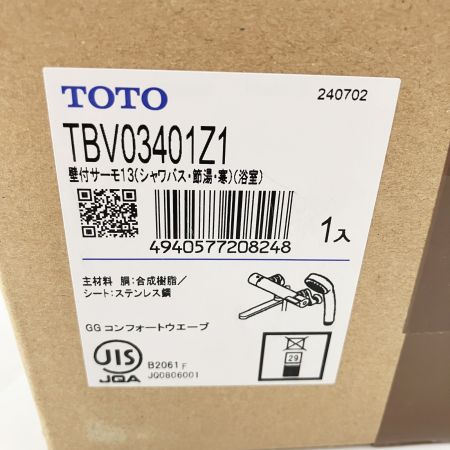 TOTO
240702
TBV03401Z1
壁付サーモ13(シャワバス・節湯・寒)(浴室)
4940577208248
1入
主材料 胴:合成樹脂/
シート:ステンレス鋼
GG コンフォートウエーブ
JIS
JQA
B2061 F
JQ0806001
29